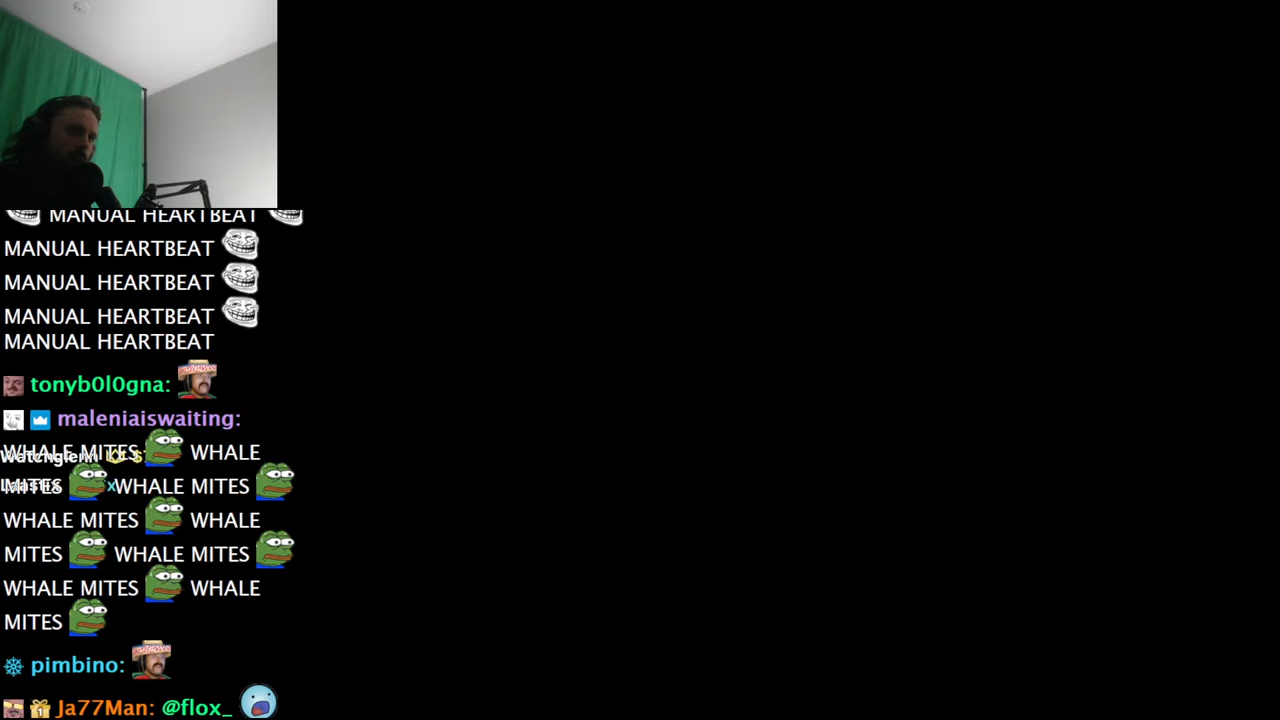 MANUAL HEARTBEAT
MANUAL HEARTBEAT
MANUAL HEARTBEAT
MANUAL HEARTBEAT
MANUAL HEARTBEAT
tonyb0l0gna:
maleniaiswaiting:
WHALE MITES WHALE
MITES WHALE MITES
WHALE MITES WHALE
MITES WHALE MITES
WHALE MITES WHALE
MITES
pimbino:
Ja77Man: @flox_